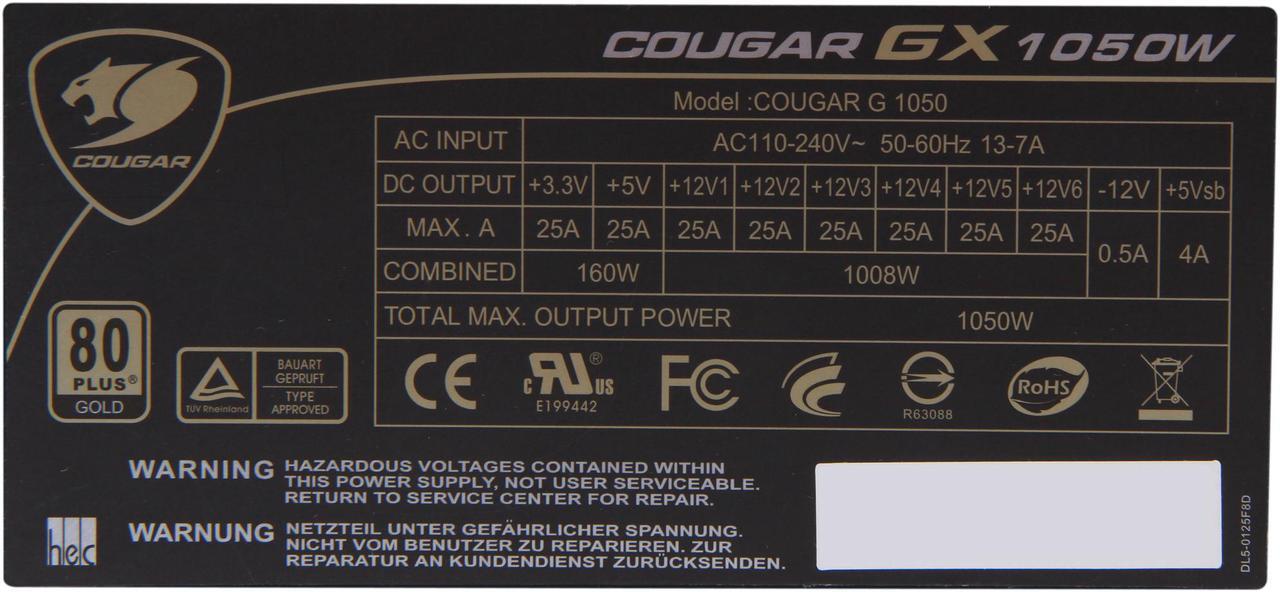 COUGAR GX 1050W
COUGAR
Model :COUGAR G 1050
AC INPUT AC110-240V~ 50-60Hz 13-7A
DC OUTPUT +3.3V +5V +12V1 +12V2 +12V3 +12V4 +12V5 +12V6 -12V +5Vsb
MAX. A 25A 25A 25A 25A 25A 25A 25A 25A 0.5A 4A
COMBINED 160W 1008W
TOTAL MAX. OUTPUT POWER 1050W
80
PLUS®
GOLD
TÜV Rheinland
BAUART
GEPRUFT
TYPE
APPROVED
CE
c RU US ®
E199442
FC
R63088
RoHS
WARNING HAZARDOUS VOLTAGES CONTAINED WITHIN
THIS POWER SUPPLY, NOT USER SERVICEABLE.
RETURN TO SERVICE CENTER FOR REPAIR.
hec
WARNUNG NETZTEIL UNTER GEFÄHRLICHER SPANNUNG.
NICHT VOM BENUTZER ZU REPARIEREN. ZUR
REPARATUR AN KUNDENDIENST ZURÜCKSENDEN.
DL5-0125F8D